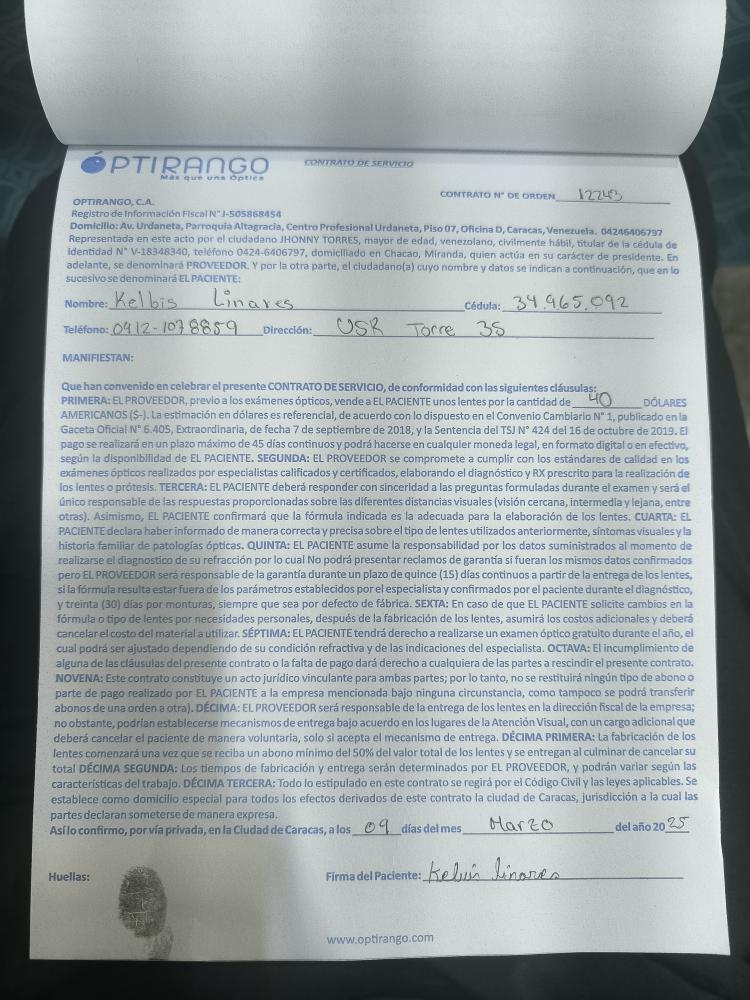 OPTIRANGO
Más que una Óptica
CONTRATO DE SERVICIO
CONTRATO N° DE ORDEN 12243
OPTIRANGO, C.A.
Registro de Información Fiscal N° J-505868454
Domicilio: Av. Urdaneta, Parroquia Altagracia, Centro Profesional Urdaneta, Piso 07, Oficina D, Caracas, Venezuela. 04246406797
Representada en este acto por el ciudadano JHONNY TORRES, mayor de edad, venezolano, civilmente hábil, titular de la cédula de
identidad N° V-18348340, teléfono 0424-6406797, domiciliado en Chacao, Miranda, quien actúa en su carácter de presidente. En
adelante, se denominará PROVEEDOR. Y por la otra parte, el ciudadano(a) cuyo nombre y datos se indican a continuación, que en lo
sucesivo se denominará EL PACIENTE:
Nombre: Kelbis Linares Cédula: 34.965.092
Teléfono: 0412-1078859 Dirección: USR Torre 35
MANIFIESTAN:
Que han convenido en celebrar el presente CONTRATO DE SERVICIO, de conformidad con las siguientes cláusulas:
PRIMERA: EL PROVEEDOR, previo a los exámenes ópticos, vende a EL PACIENTE unos lentes por la cantidad de 40 DÓLARES
AMERICANOS ($-). La estimación en dólares es referencial, de acuerdo con lo dispuesto en el Convenio Cambiario N° 1, publicado en la
Gaceta Oficial N° 6.405, Extraordinaria, de fecha 7 de septiembre de 2018, y la Sentencia del TSJ N° 424 del 16 de octubre de 2019. El
pago se realizará en un plazo máximo de 45 días continuos y podrá hacerse en cualquier moneda legal, en formato digital o en efectivo,
según la disponibilidad de EL PACIENTE. SEGUNDA: EL PROVEEDOR se compromete a cumplir con los estándares de calidad en los
exámenes ópticos realizados por especialistas calificados y certificados, elaborando el diagnóstico y RX prescrito para la realización de
los lentes o prótesis. TERCERA: EL PACIENTE deberá responder con sinceridad a las preguntas formuladas durante el examen y será el
único responsable de las respuestas proporcionadas sobre las diferentes distancias visuales (visión cercana, intermedia y lejana, entre
otras). Asimismo, EL PACIENTE confirmará que la fórmula indicada es la adecuada para la elaboración de los lentes. CUARTA: EL
PACIENTE declara haber informado de manera correcta y precisa sobre el tipo de lentes utilizados anteriormente, síntomas visuales y la
historia familiar de patologías ópticas. QUINTA: EL PACIENTE asume la responsabilidad por los datos suministrados al momento de
realizarse el diagnostico de su refracción por lo cual No podrá presentar reclamos de garantía si fueran los mismos datos confirmados
pero EL PROVEEDOR será responsable de la garantía durante un plazo de quince (15) días continuos a partir de la entrega de los lentes,
si la fórmula resulta estar fuera de los parámetros establecidos por el especialista y confirmados por el paciente durante el diagnóstico,
y treinta (30) días por monturas, siempre que sea por defecto de fábrica. SEXTA: En caso de que EL PACIENTE solicite cambios en la
fórmula o tipo de lentes por necesidades personales, después de la fabricación de los lentes, asumirá los costos adicionales y deberá
cancelar el costo del material a utilizar. SÉPTIMA: EL PACIENTE tendrá derecho a realizarse un examen óptico gratuito durante el año, el
cual podrá ser ajustado dependiendo de su condición refractiva y de las indicaciones del especialista. OCTAVA: El incumplimiento de
alguna de las cláusulas del presente contrato o la falta de pago dará derecho a cualquiera de las partes a rescindir el presente contrato.
NOVENA: Este contrato constituye un acto jurídico vinculante para ambas partes; por lo tanto, no se restituirá ningún tipo de abono o
parte de pago realizado por EL PACIENTE a la empresa mencionada bajo ninguna circunstancia, como tampoco se podrá transferir
abonos de una orden a otra). DÉCIMA: EL PROVEEDOR será responsable de la entrega de los lentes en la dirección fiscal de la empresa;
no obstante, podrían establecerse mecanismos de entrega bajo acuerdo en los lugares de la Atención Visual, con un cargo adicional que
deberá cancelar el paciente de manera voluntaria, solo si acepta el mecanismo de entrega. DÉCIMA PRIMERA: La fabricación de los
lentes comenzará una vez que se reciba un abono mínimo del 50% del valor total de los lentes y se entregan al culminar de cancelar su
total DÉCIMA SEGUNDA: Los tiempos de fabricación y entrega serán determinados por EL PROVEEDOR, y podrán variar según las
características del trabajo. DÉCIMA TERCERA: Todo lo estipulado en este contrato se regirá por el Código Civil y las leyes aplicables. Se
establece como domicilio especial para todos los efectos derivados de este contrato la ciudad de Caracas, jurisdicción a la cual las
partes declaran someterse de manera expresa.
Así lo confirmo, por vía privada, en la Ciudad de Caracas, a los 09 días del mes Marzo del año 2025
Huellas: Firma del Paciente: Kelvin linares
www.optirango.com